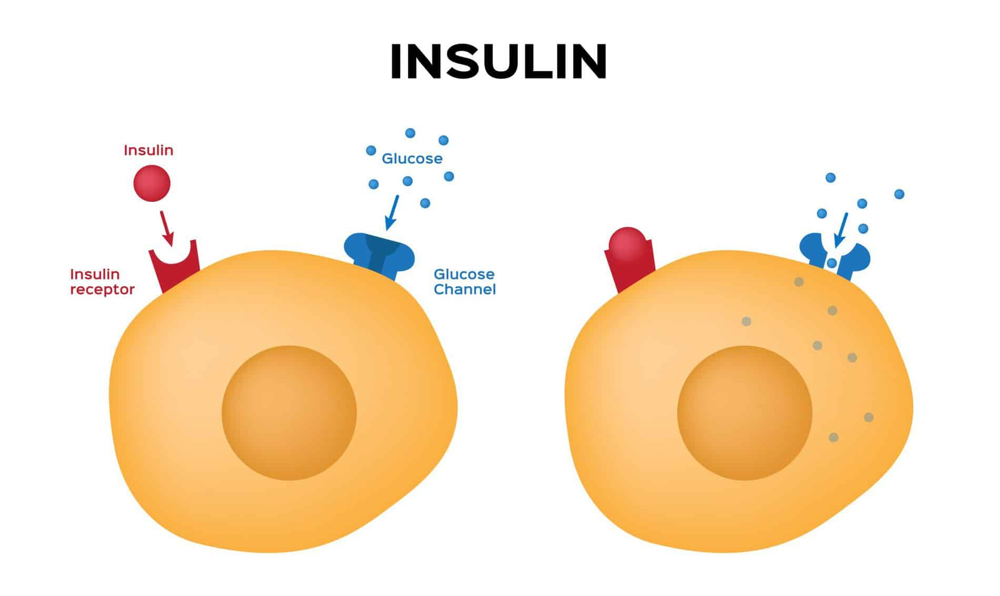 INSULIN
Insulin
Glucose
Insulin
receptor
Glucose
Channel